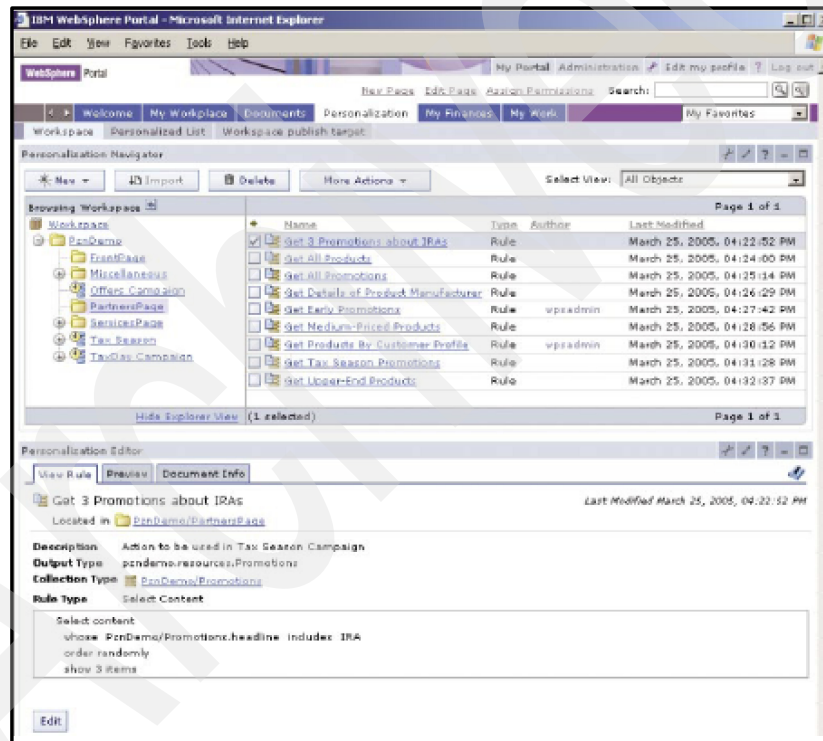 IBM WebSphere Portal - Microsoft Internet Explorer
File Edit View Favorites Tools Help
WebSphere Portal
My Portal Administration Edit my profile ? Log out
New Page Edit Page Assign Permissions Search:
Welcome My Workplace Documents Personalization My Finances My Work My Favorites
Workspace Personalized List Workspace publish target
Personalization Navigator
New Import Delete More Actions Select View: All Objects
Browsing Workspace Page 1 of 1
Workspace
PznDemo
FrontPage
Miscellaneous
Offers Campaign
PartnersPage
ServicesPage
Tax Season
TaxDay Campaign
Name Type Author Last Modified
Get 3 Promotions about IRAs Rule March 25, 2005, 04:22:52 PM
Get All Products Rule March 25, 2005, 04:24:00 PM
Get All Promotions Rule March 25, 2005, 04:25:14 PM
Get Details of Product Manufacturer Rule March 25, 2005, 04:26:29 PM
Get Early Promotions Rule wpsadmin March 25, 2005, 04:27:42 PM
Get Medium-Priced Products Rule March 25, 2005, 04:28:56 PM
Get Products By Customer Profile Rule wpsadmin March 25, 2005, 04:30:12 PM
Get Tax Season Promotions Rule March 25, 2005, 04:31:28 PM
Get Upper-End Products Rule March 25, 2005, 04:32:37 PM
Hide Explorer View (1 selected) Page 1 of 1
Personalization Editor
View Rule Preview Document Info
Get 3 Promotions about IRAs Last Modified March 25, 2005, 04:22:52 PM
Located in PznDemo/PartnersPage
Description Action to be used in Tax Season Campaign
Output Type pzndemo.resources.Promotions
Collection Type PznDemo/Promotions
Rule Type Select Content
Select content
whose PznDemo/Promotions.headline includes IRA
order randomly
show 3 items
Edit